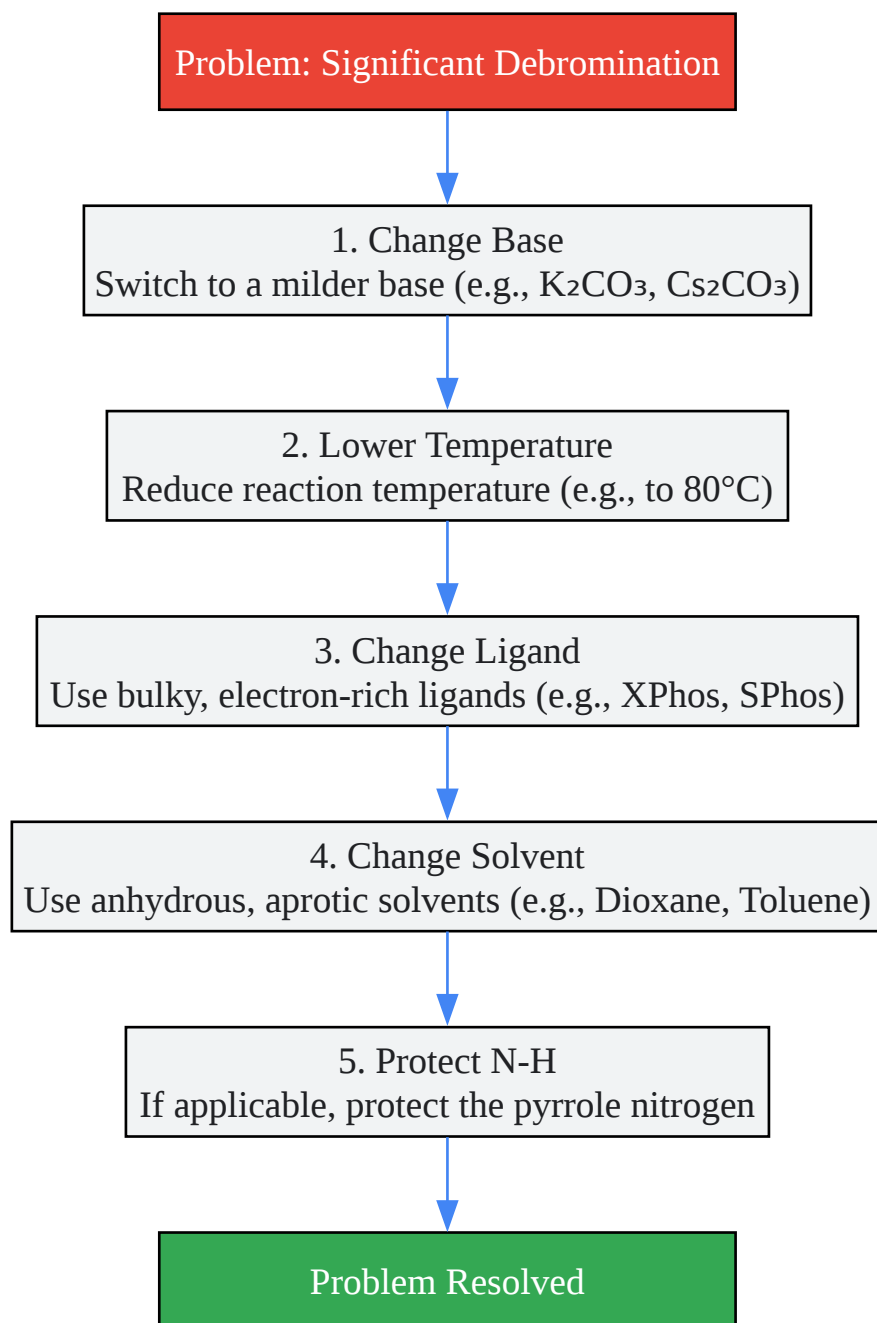 Problem: Significant Debromination
1. Change Base
Switch to a milder base (e.g., K₂CO₃, Cs₂CO₃)
2. Lower Temperature
Reduce reaction temperature (e.g., to 80°C)
3. Change Ligand
Use bulky, electron-rich ligands (e.g., XPhos, SPhos)
4. Change Solvent
Use anhydrous, aprotic solvents (e.g., Dioxane, Toluene)
5. Protect N-H
If applicable, protect the pyrrole nitrogen
Problem Resolved